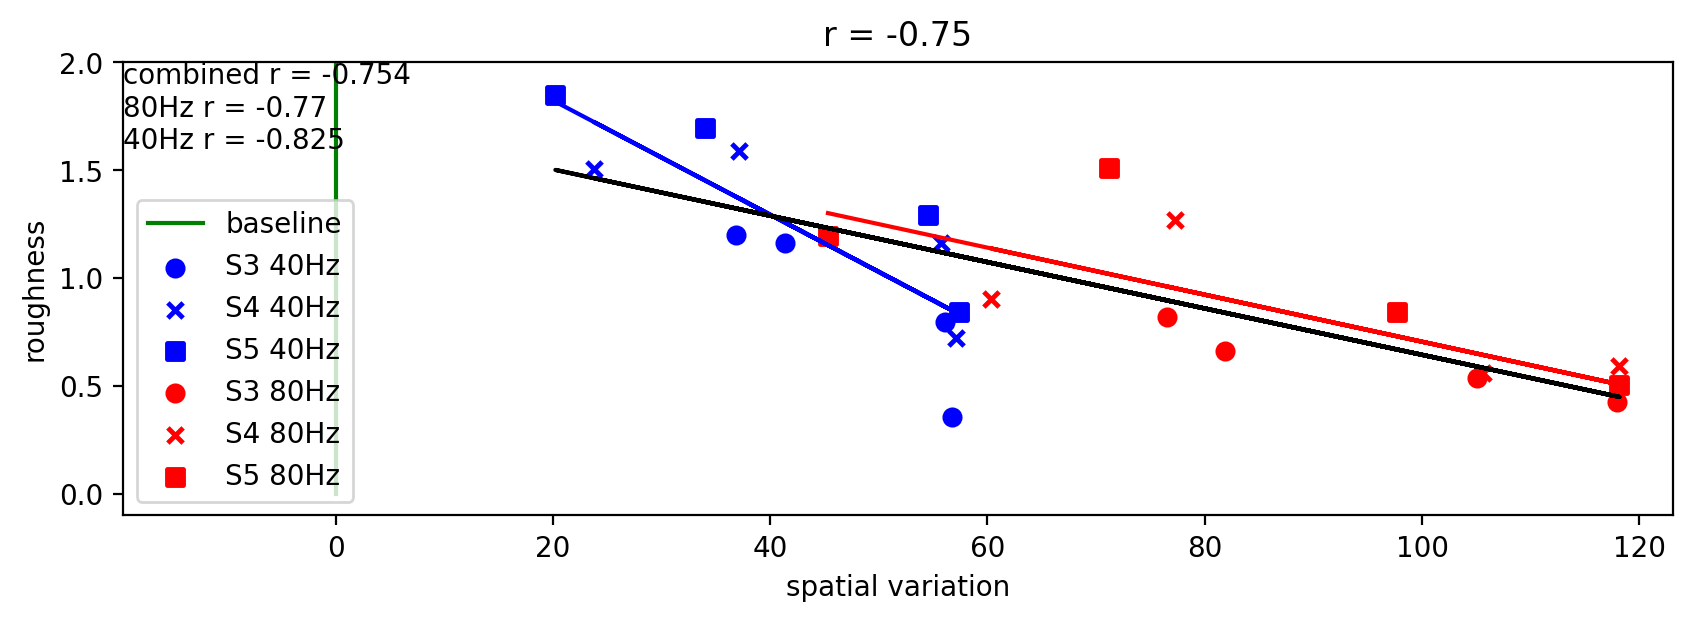 r = -0.75
combined r = -0.754
80Hz r = -0.77
40Hz r = -0.825
2.0
1.5
1.0
0.5
0.0
roughness
baseline
S3 40Hz
S4 40Hz
S5 40Hz
S3 80Hz
S4 80Hz
S5 80Hz
0 20 40 60 80 100 120
spatial variation